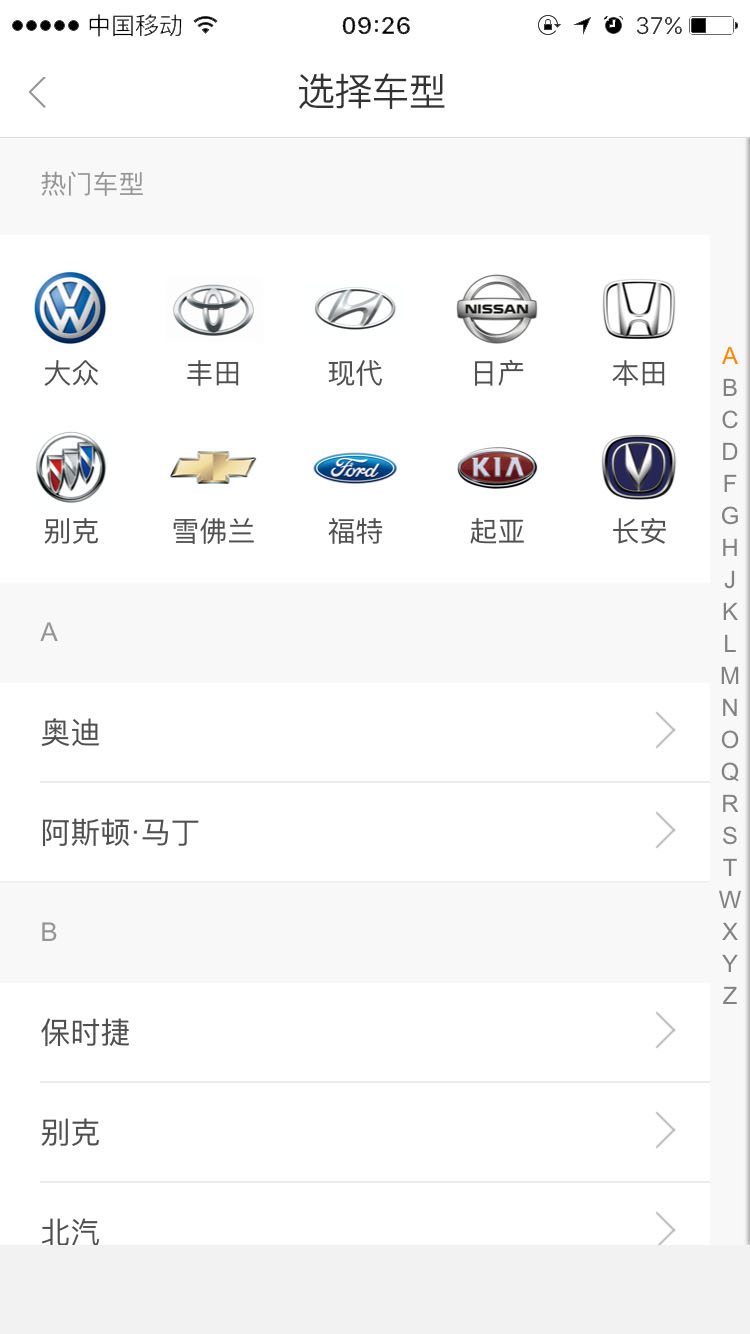 中国移动 09:26 37%
选择车型
热门车型
NISSAN
大众 丰田 现代 日产 本田
Ford KIA
别克 雪佛兰 福特 起亚 长安
A
奥迪
阿斯顿·马丁
B
保时捷
别克
北汽
A
B
C
D
F
G
H
J
K
L
M
N
O
Q
R
S
T
W
X
Y
Z